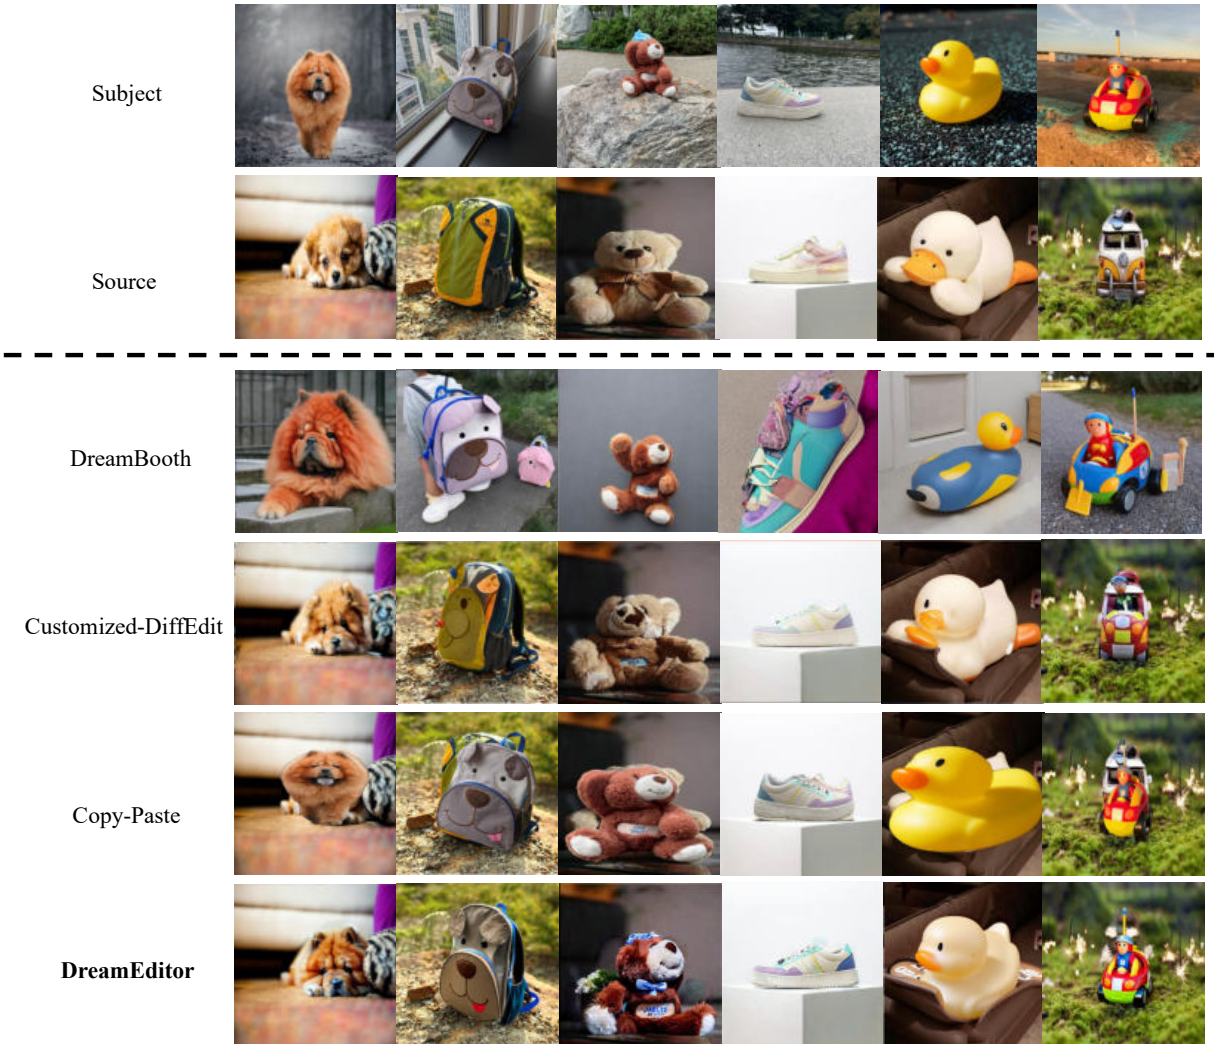 Subject
Source
DreamBooth
Customized-DiffEdit
Copy-Paste
DreamEditor